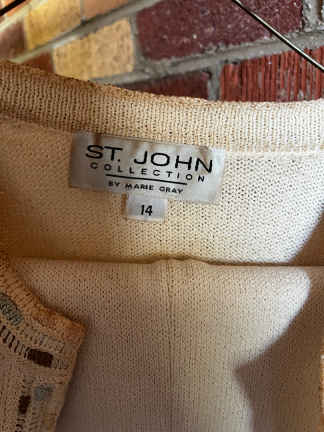 ST. JOHN
COLLECTION
BY MARIE GRAY
14